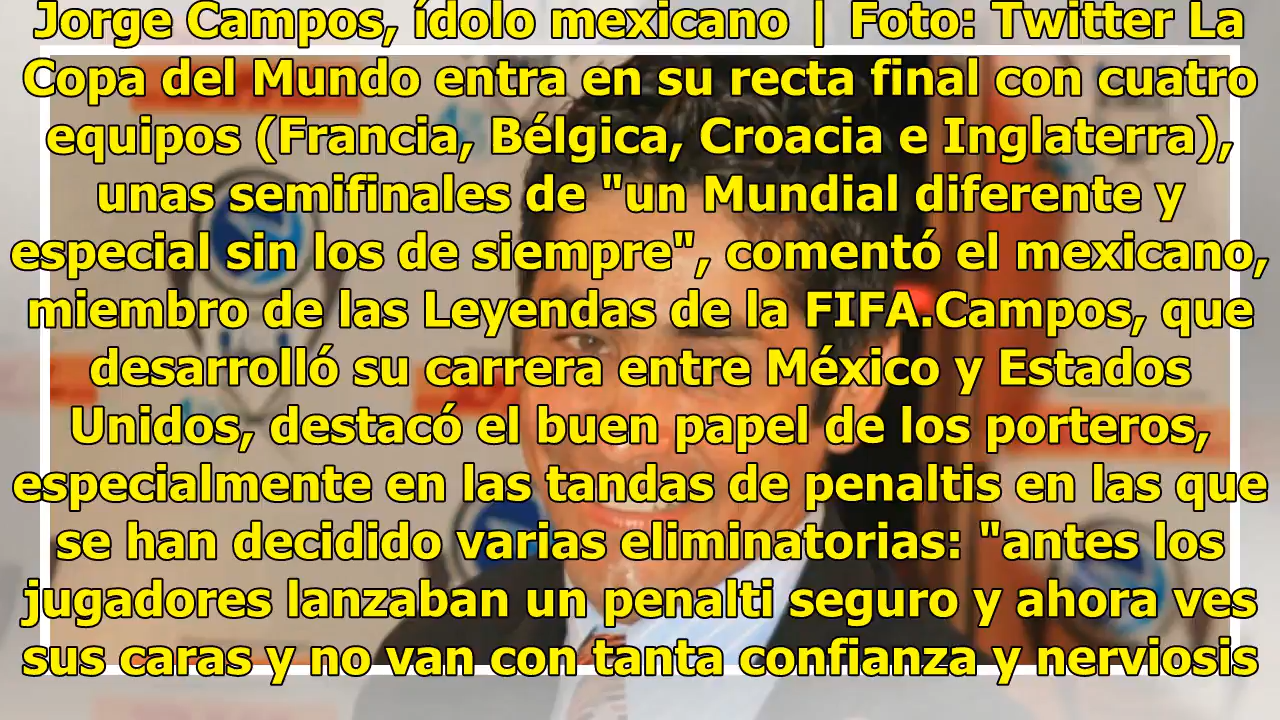 Jorge Campos, ídolo mexicano | Foto: Twitter La
Copa del Mundo entra en su recta final con cuatro
equipos (Francia, Bélgica, Croacia e Inglaterra),
unas semifinales de "un Mundial diferente y
especial sin los de siempre", comentó el mexicano,
miembro de las Leyendas de la FIFA.Campos, que
desarrolló su carrera entre México y Estados
Unidos, destacó el buen papel de los porteros,
especialmente en las tandas de penaltis en las que
se han decidido varias eliminatorias: "antes los
jugadores lanzaban un penalti seguro y ahora ves
sus caras y no van con tanta confianza y nerviosis